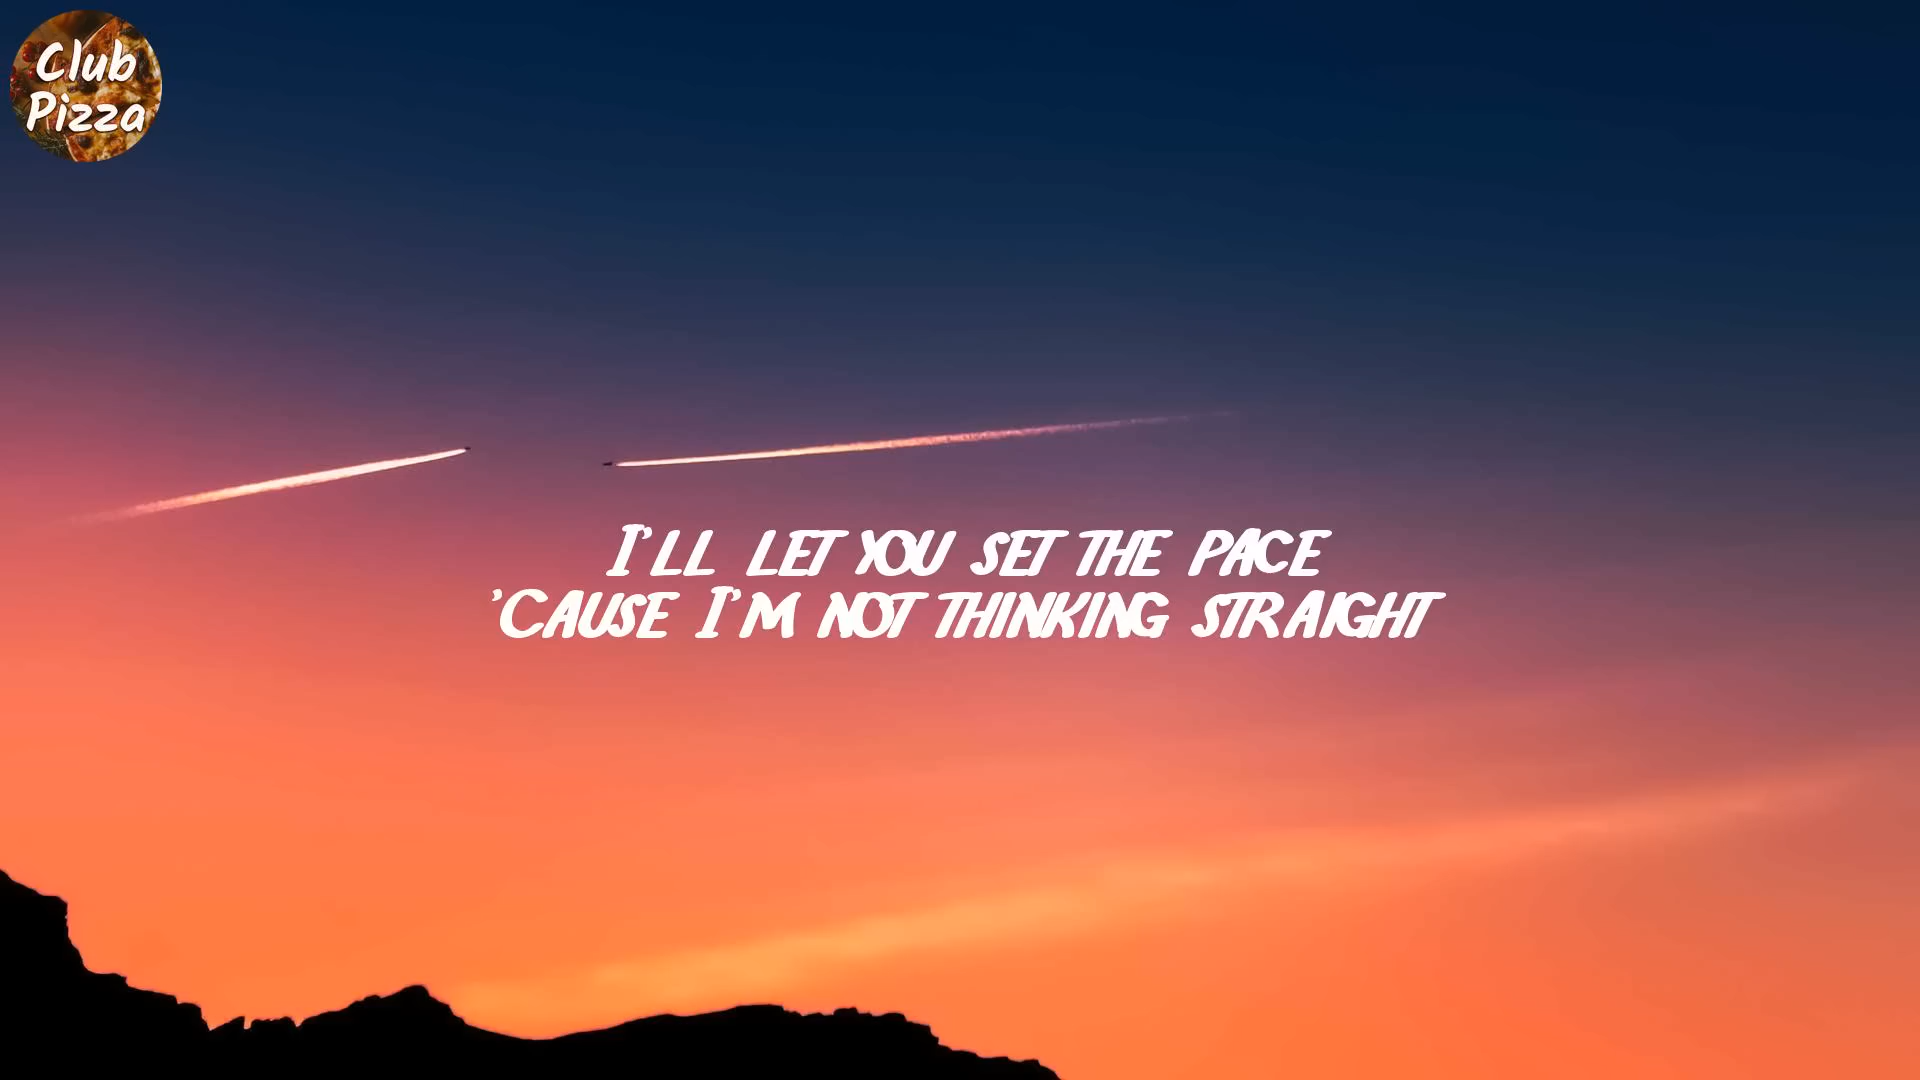 Club
Pizza
I'LL LET YOU SET THE PACE
'CAUSE I'M NOT THINKING STRAIGHT